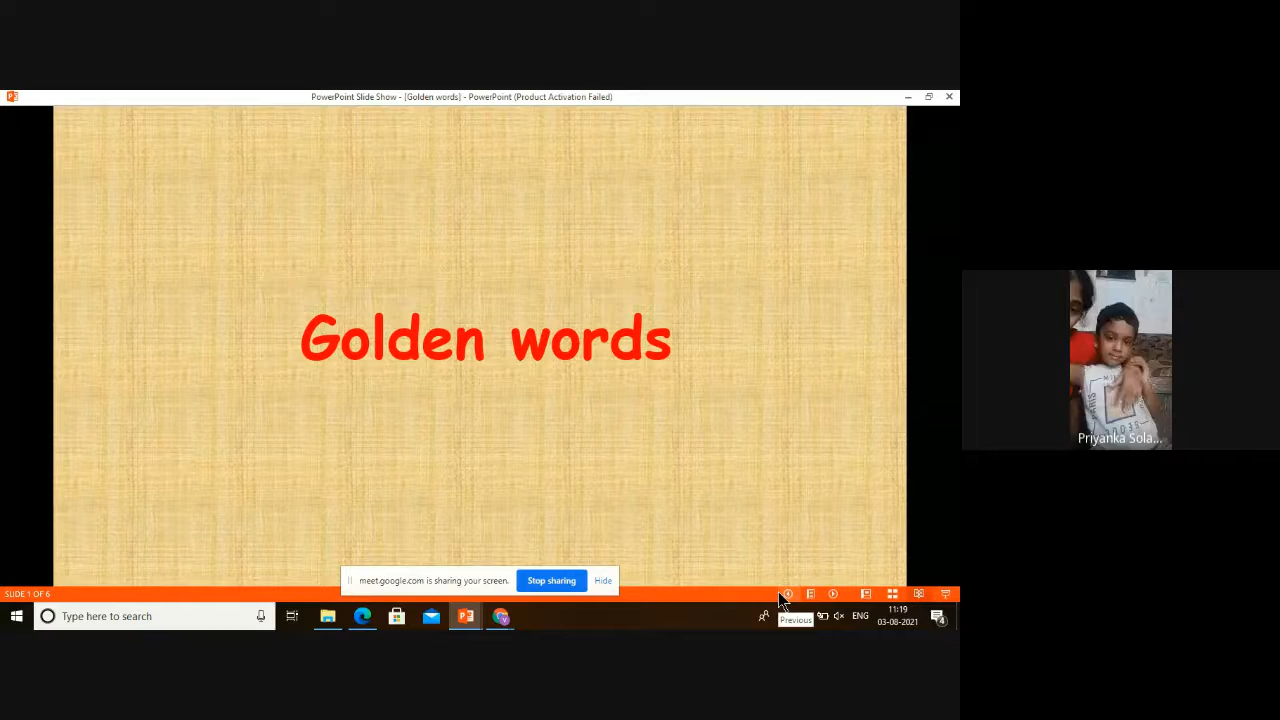 PowerPoint Slide Show - [Golden words] - PowerPoint (Product Activation Failed)
Golden words
meet.google.com is sharing your screen.
Stop sharing
Hide
SLIDE 1 OF 6
Previous
Type here to search
ENG
11:19
03-08-2021
4
PARIS
Priyanka Sola...